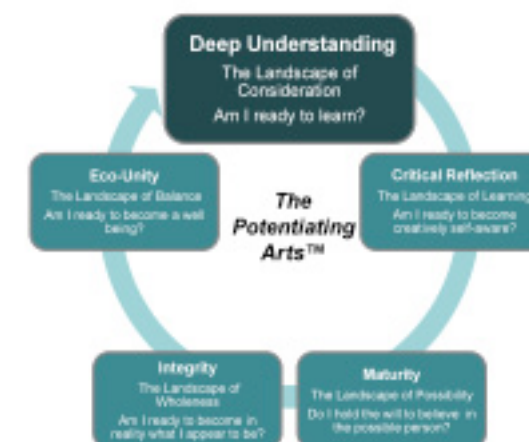 Deep Understanding
The Landscape of
Consideration
Am I ready to learn?
Critical Reflection
The Landscape of Learning
Am I ready to become
creatively self-aware?
Maturity
The Landscape of Possibility
Do I hold the will to believe in
the possible person?
Integrity
The Landscape of
Wholeness
Am I ready to become in
reality what I appear to be?
Eco-Unity
The Landscape of Balance
Am I ready to become a well
being?
The
Potentiating
Arts™